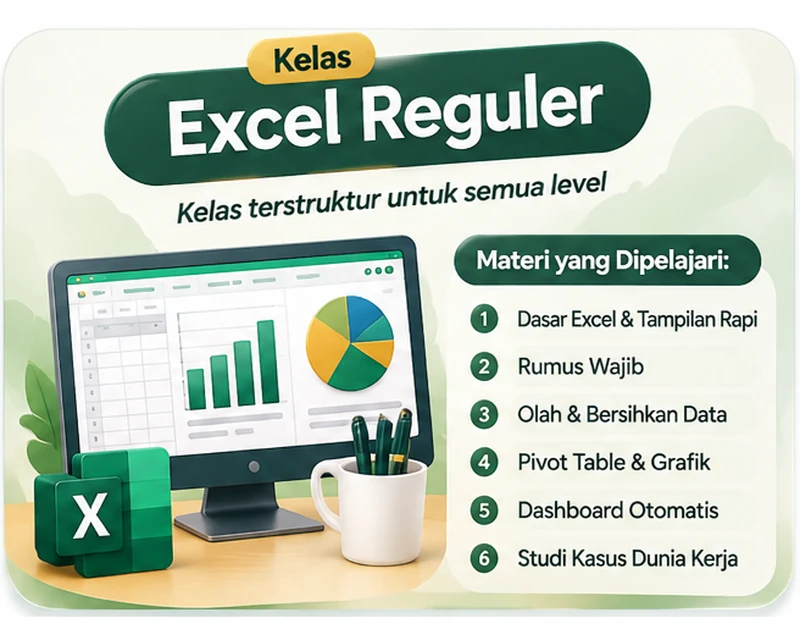 Kelas
Excel Reguler
Kelas terstruktur untuk semua level
Materi yang Dipelajari:
1 Dasar Excel & Tampilan Rapi
2 Rumus Wajib
3 Olah & Bersihkan Data
4 Pivot Table & Grafik
5 Dashboard Otomatis
6 Studi Kasus Dunia Kerja
X